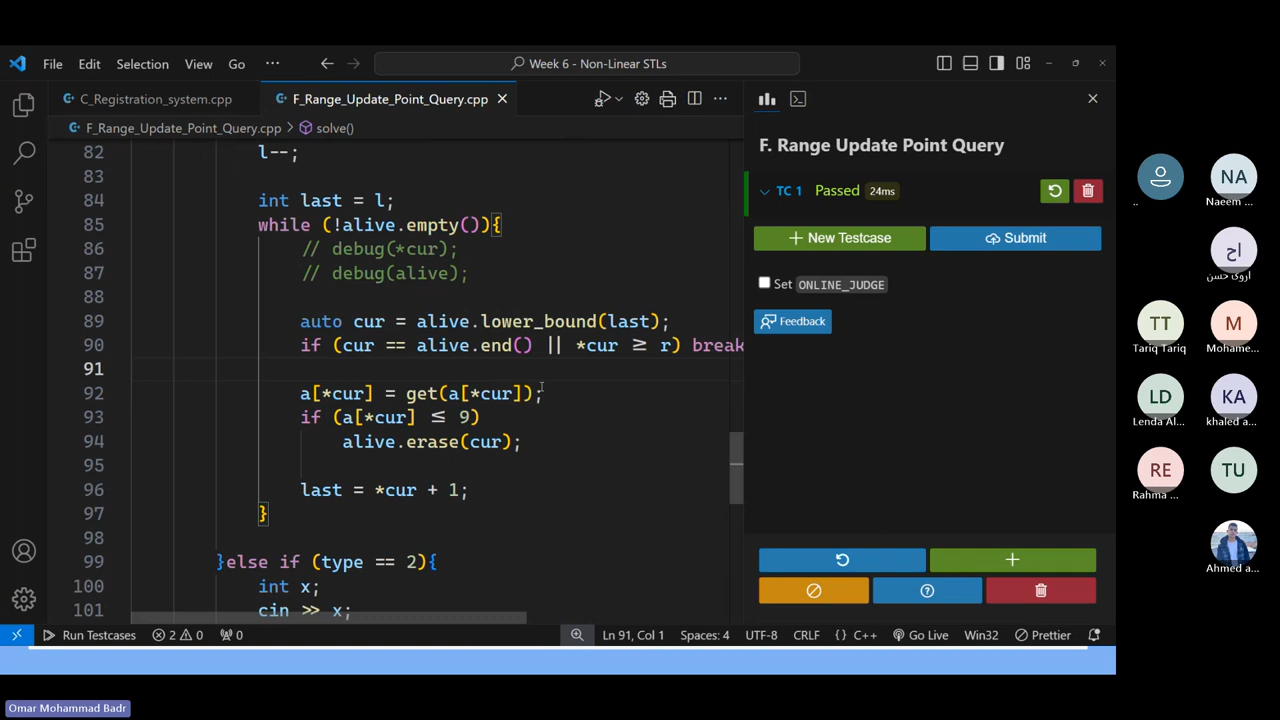 File Edit Selection View Go ... Week 6 - Non-Linear STLs
C_Registration_system.cpp F_Range_Update_Point_Query.cpp
F_Range_Update_Point_Query.cpp > solve()
82 l--;
83
84 int last = l;
85 while (!alive.empty()){
86 // debug(*cur);
87 // debug(alive);
88
89 auto cur = alive.lower_bound(last);
90 if (cur == alive.end() || *cur ≥ r) break
91
92 a[*cur] = get(a[*cur]);
93 if (a[*cur] ≤ 9)
94 alive.erase(cur);
95
96 last = *cur + 1;
97 }
98
99 }else if (type == 2){
100 int x;
101 cin >> x;
F. Range Update Point Query
TC 1 Passed 24ms
New Testcase Submit
Set ONLINE_JUDGE
Feedback
Run Testcases 2 0 0 Ln 91, Col 1 Spaces: 4 UTF-8 CRLF {} C++ Go Live Win32 Prettier
..
NA
Naeem ...
اح
اروى حسن
TT
Tariq Tariq
M
Mohame...
LD
Lenda Al...
KA
khaled a...
RE
Rahma ...
TU
Ahmed a...
Omar Mohammad Badr